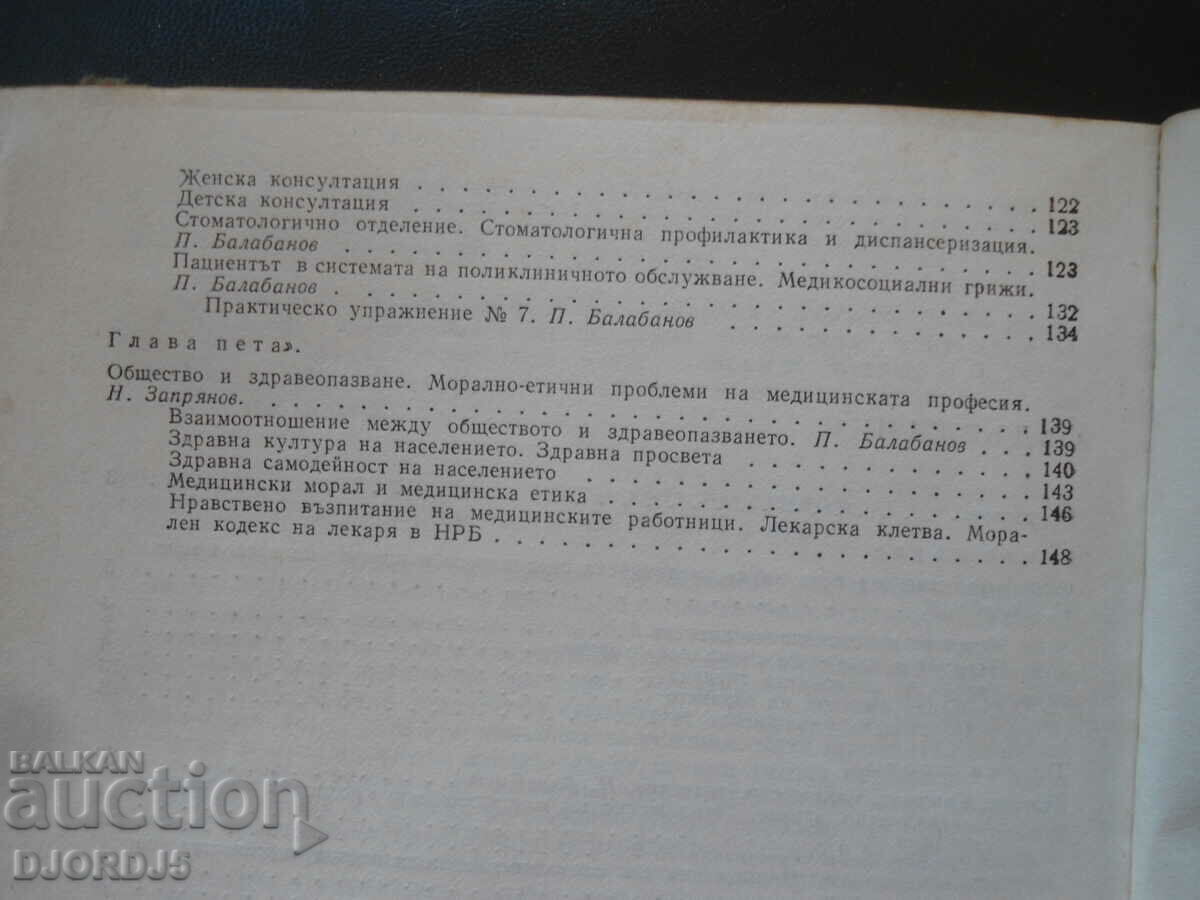 Женска консултация . . . . . . . . . . . . . . . . . . . . . . . . 122
Детска консултация . . . . . . . . . . . . . . . . . . . . . . . . 123
Стоматологично отделение. Стоматологична профилактика и диспансеризация.
П. Балабанов . . . . . . . . . . . . . . . . . . . . . . . . 123
Пациентът в системата на поликлиничното обслужване. Медикосоциални грижи.
П. Балабанов . . . . . . . . . . . . . . . . . . . . . . . . 132
Практическо упражнение № 7. П. Балабанов . . . . . . . . . . . . 134
Глава пета.
Общество и здравеопазване. Морално-етични проблеми на медицинската професия.
Н. Запрянов. . . . . . . . . . . . . . . . . . . . . . . . . 139
Взаимоотношение между обществото и здравеопазването. П. Балабанов . . . 139
Здравна култура на населението. Здравна просвета . . . . . . . . . . 140
Здравна самодейност на населението . . . . . . . . . . . . . . . . 143
Медицински морал и медицинска етика . . . . . . . . . . . . . . . 146
Нравствено възпитание на медицинските работници. Лекарска клетва. Мора-
лен кодекс на лекаря в НРБ . . . . . . . . . . . . . . . . . . . 148
BALKAN
auction
DJORDJ5